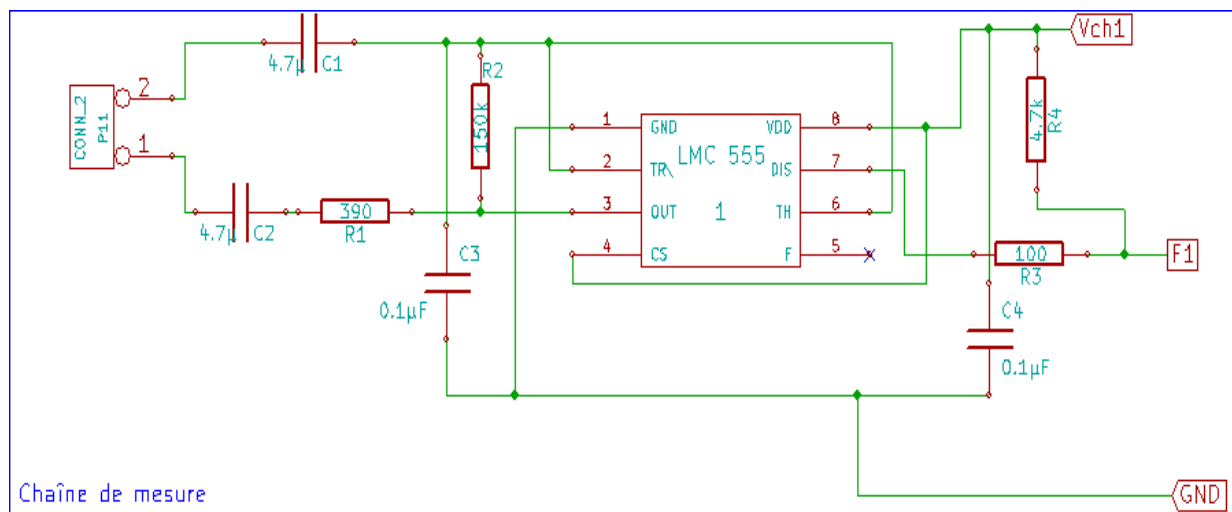 Vch1
4.7µ C1
R2
150k
4.7k
R4
CONN_2
P11
2
1
1 GND VDD 8
LMC 555
2 TR\ DIS 7
3 OUT 1 TH 6
4 CS F 5
390
R1
4.7µ C2
C3
0.1µF
100
R3
F1
C4
0.1µF
Chaîne de mesure
GND